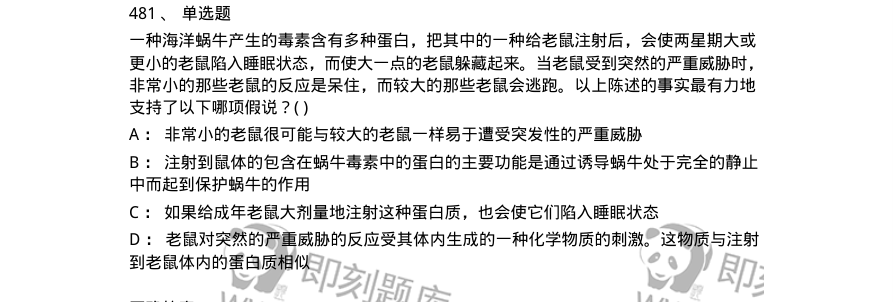 481 、 单选题
一种海洋蜗牛产生的毒素含有多种蛋白，把其中的一种给老鼠注射后，会使两星期大或
更小的老鼠陷入睡眠状态，而使大一点的老鼠躲藏起来。当老鼠受到突然的严重威胁时，
非常小的那些老鼠的反应是呆住，而较大的那些老鼠会逃跑。以上陈述的事实最有力地
支持了以下哪项假说？( )
A ： 非常小的老鼠很可能与较大的老鼠一样易于遭受突发性的严重威胁
B ： 注射到鼠体的包含在蜗牛毒素中的蛋白的主要功能是通过诱导蜗牛处于完全的静止
中而起到保护蜗牛的作用
C ： 如果给成年老鼠大剂量地注射这种蛋白质，也会使它们陷入睡眠状态
D ： 老鼠对突然的严重威胁的反应受其体内生成的一种化学物质的刺激。这物质与注射
到老鼠体内的蛋白质相似
即刻题库
即刻